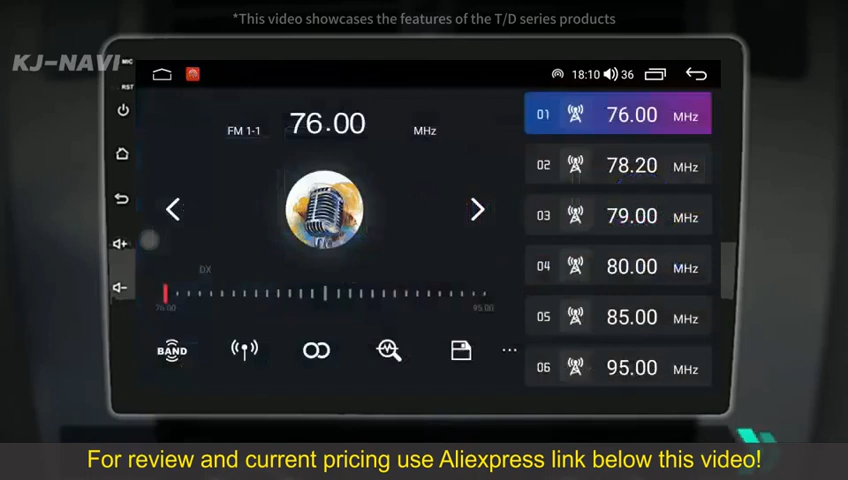 *This video showcases the features of the T/D series products
KJ-NAVI
MIC
RST
18:10 36
FM 1-1 76.00 MHz
DX
76.00 95.00
BAND
01 76.00 MHz
02 78.20 MHz
03 79.00 MHz
04 80.00 MHz
05 85.00 MHz
06 95.00 MHz
For review and current pricing use Aliexpress link below this video!